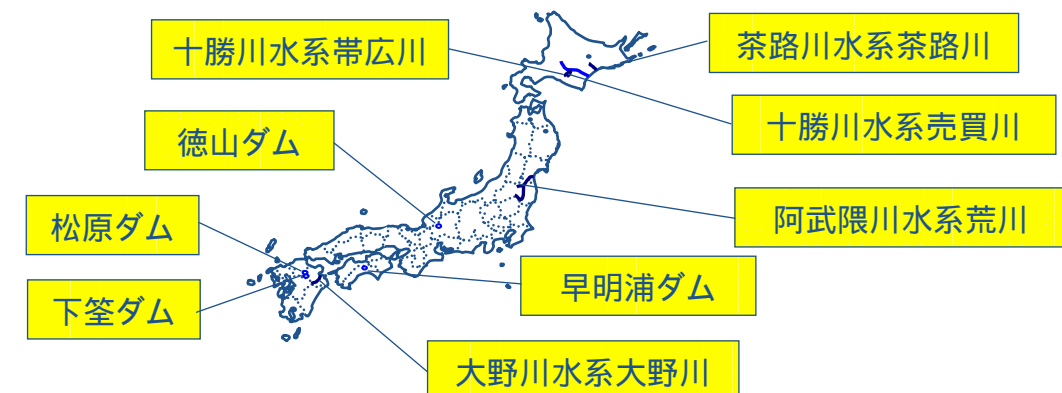 十勝川水系帯広川
茶路川水系茶路川
十勝川水系売買川
徳山ダム
阿武隈川水系荒川
松原ダム
早明浦ダム
下筌ダム
大野川水系大野川